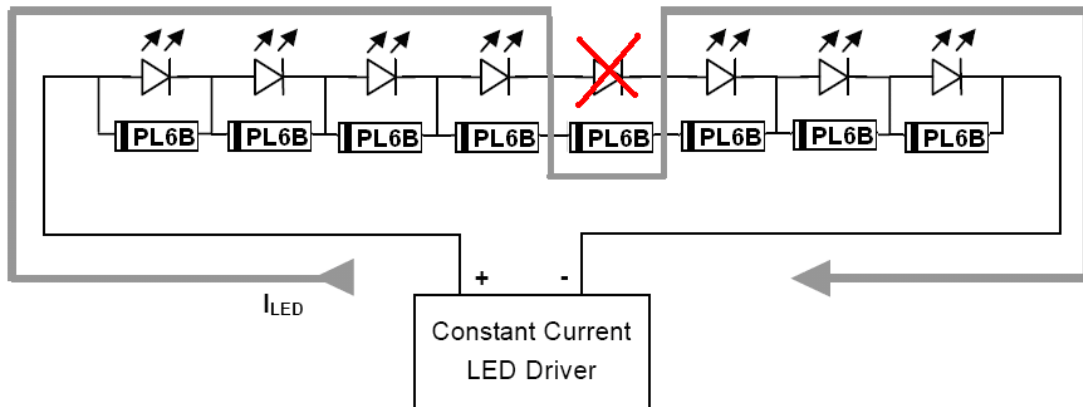 PL6B PL6B PL6B PL6B PL6B PL6B PL6B PL6B
+ -
ILED
Constant Current
LED Driver